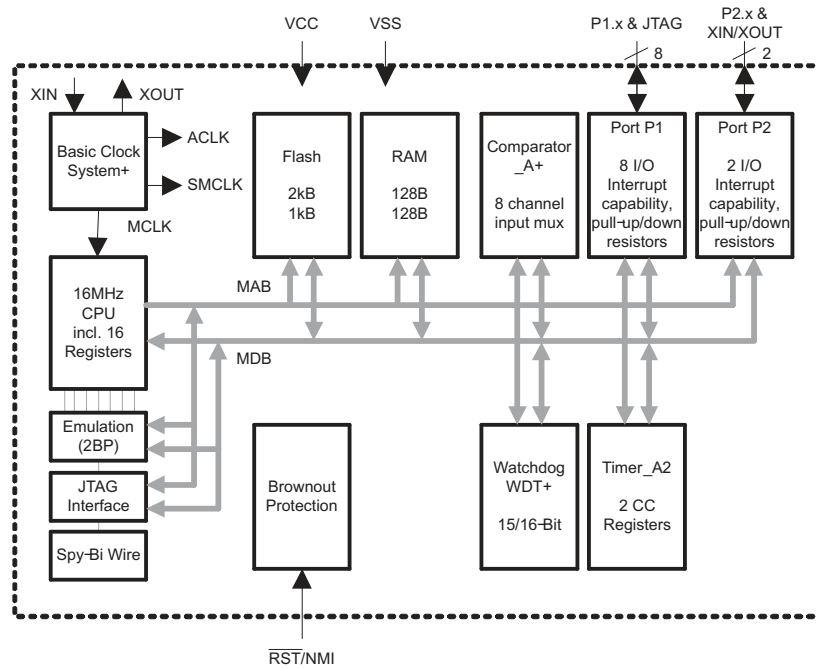 VCC
VSS
P1.x & JTAG
8
P2.x &
XIN/XOUT
2
XIN
XOUT
Basic Clock
System+
ACLK
SMCLK
MCLK
Flash
2kB
1kB
RAM
128B
128B
Comparator
_A+
8 channel
input mux
Port P1
8 I/O
Interrupt
capability,
pull-up/down
resistors
Port P2
2 I/O
Interrupt
capability,
pull-up/down
resistors
16MHz
CPU
incl. 16
Registers
MAB
MDB
Emulation
(2BP)
JTAG
Interface
Spy-Bi Wire
Brownout
Protection
Watchdog
WDT+
15/16-Bit
Timer_A2
2 CC
Registers
RST/NMI